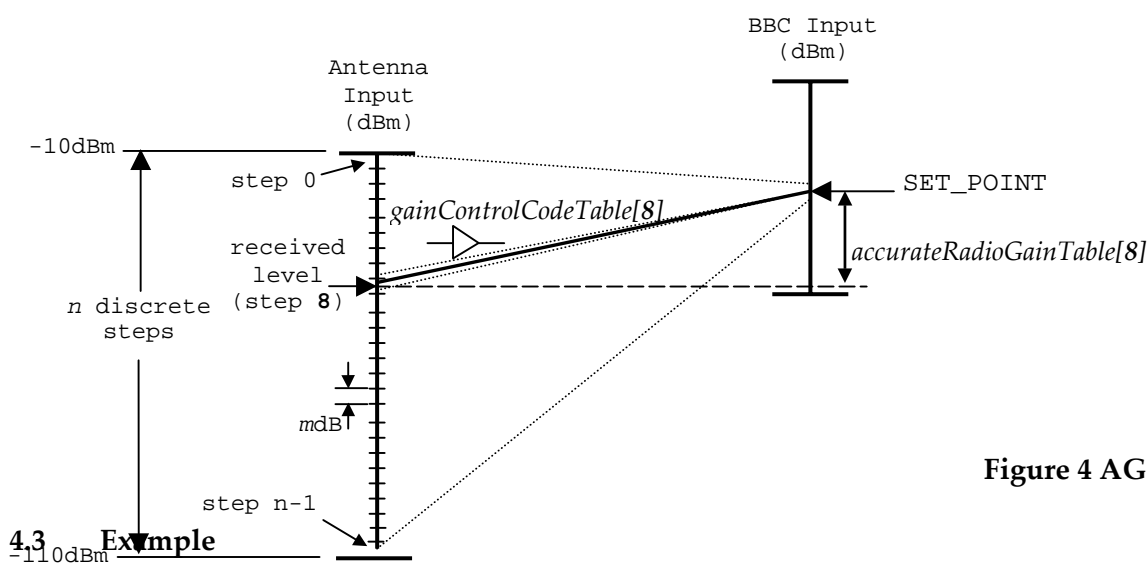 BBC Input
(dBm)
Antenna
Input
(dBm)
-10dBm
step 0
SET_POINT
gainControlCodeTable[8]
received
level
(step 8)
accurateRadioGainTable[8]
n discrete
steps
mdB
Figure 4 AG
step n-1
4.3 Example
-110dBm